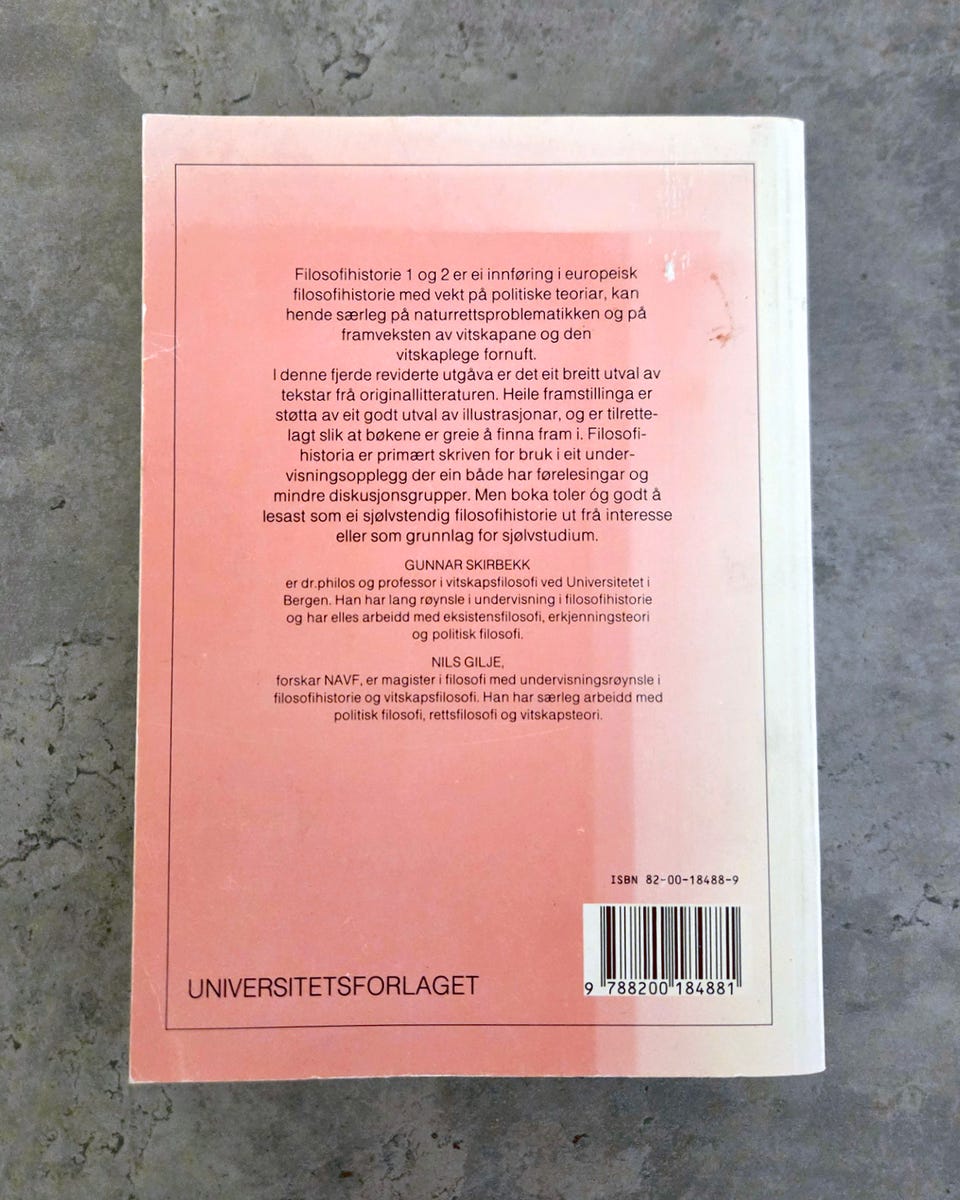 Filosofihistorie 1 og 2 er ei innføring i europeisk
filosofihistorie med vekt på politiske teoriar, kan
hende særleg på naturrettsproblematikken og på
framveksten av vitskapane og den
vitskaplege fornuft.
I denne fjerde reviderte utgåva er det eit breitt utval av
tekstar frå originallitteraturen. Heile framstillinga er
støtta av eit godt utval av illustrasjonar, og er tilrette-
lagt slik at bøkene er greie å finna fram i. Filosofi-
historia er primært skriven for bruk i eit under-
visningsopplegg der ein både har førelesingar og
mindre diskusjonsgrupper. Men boka toler óg godt å
lesast som ei sjølvstendig filosofihistorie ut frå interesse
eller som grunnlag for sjølvstudium.
GUNNAR SKIRBEKK
er dr.philos og professor i vitskapsfilosofi ved Universitetet i
Bergen. Han har lang røynsle i undervisning i filosofihistorie
og har elles arbeidd med eksistensfilosofi, erkjenningsteori
og politisk filosofi.
NILS GILJE,
forskar NAVF, er magister i filosofi med undervisningsrøynsle i
filosofihistorie og vitskapsfilosofi. Han har særleg arbeidd med
politisk filosofi, rettsfilosofi og vitskapsteori.
ISBN 82-00-18488-9
9 788200 184881
UNIVERSITETSFORLAGET